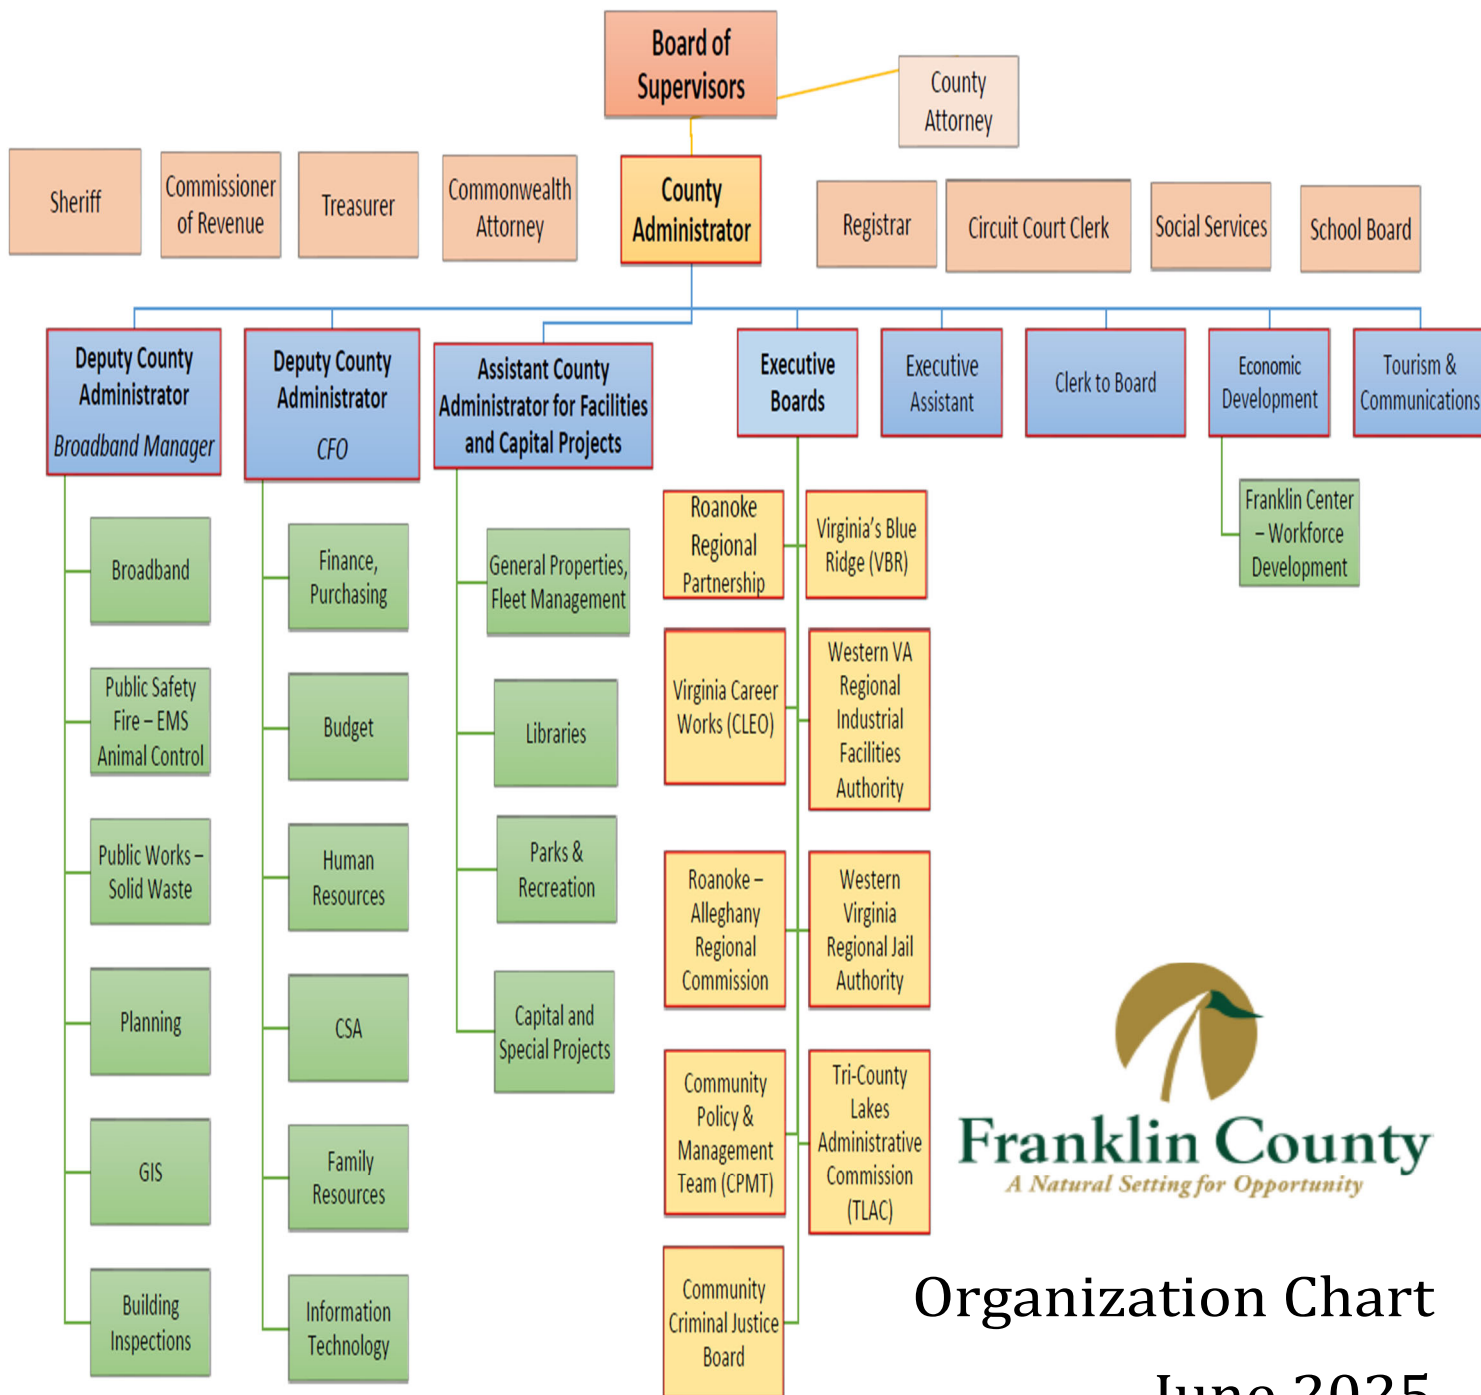 Board of
Supervisors
County
Attorney
Sheriff
Commissioner
of Revenue
Treasurer
Commonwealth
Attorney
County
Administrator
Registrar
Circuit Court Clerk
Social Services
School Board
Deputy County
Administrator
Broadband Manager
Deputy County
Administrator
CFO
Assistant County
Administrator for Facilities
and Capital Projects
Executive
Boards
Executive
Assistant
Clerk to Board
Economic
Development
Tourism &
Communications
Broadband
Public Safety
Fire – EMS
Animal Control
Public Works –
Solid Waste
Planning
GIS
Building
Inspections
Finance,
Purchasing
Budget
Human
Resources
CSA
Family
Resources
Information
Technology
General Properties,
Fleet Management
Libraries
Parks &
Recreation
Capital and
Special Projects
Roanoke
Regional
Partnership
Virginia’s Blue
Ridge (VBR)
Virginia Career
Works (CLEO)
Western VA
Regional
Industrial
Facilities
Authority
Roanoke –
Alleghany
Regional
Commission
Western
Virginia
Regional Jail
Authority
Community
Policy &
Management
Team (CPMT)
Tri-County
Lakes
Administrative
Commission
(TLAC)
Community
Criminal Justice
Board
Franklin Center
– Workforce
Development
Franklin County
A Natural Setting for Opportunity
Organization Chart
June 2025